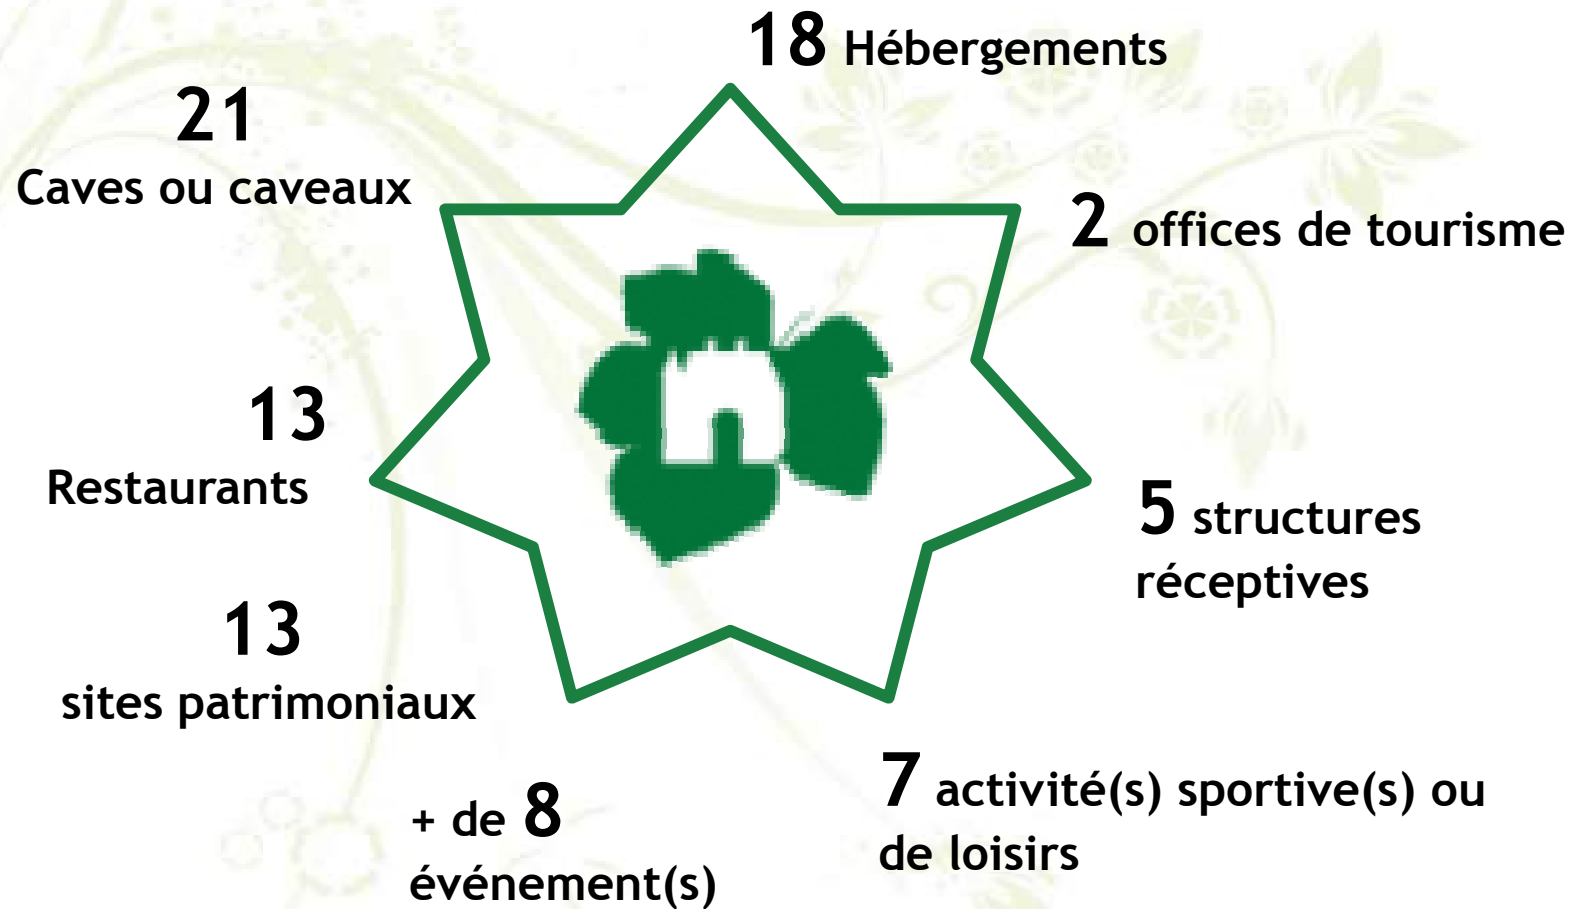 18 Hébergements
21
Caves ou caveaux
2 offices de tourisme
13
Restaurants
5 structures
réceptives
13
sites patrimoniaux
7 activité(s) sportive(s) ou
de loisirs
+ de 8
événement(s)